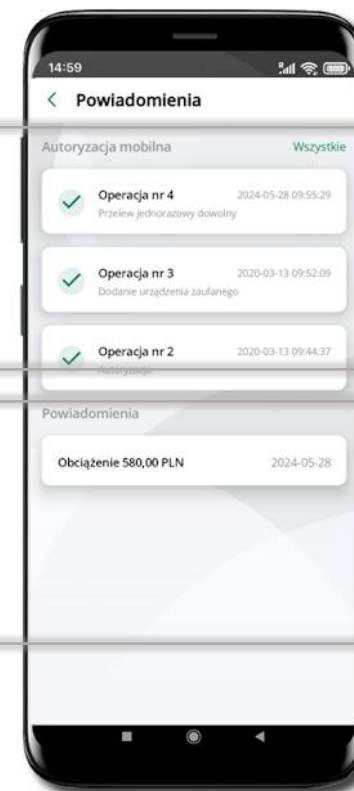 14:59
Powiadomienia
Autoryzacja mobilna Wszystkie
Operacja nr 4 2024-05-28 09:55:29
Przelew jednorazowy dowolny
Operacja nr 3 2020-03-13 09:52:09
Dodanie urządzenia zaufanego
Operacja nr 2 2020-03-13 09:44:37
Autoryzacja
Powiadomienia
Obciążenie 580,00 PLN 2024-05-28